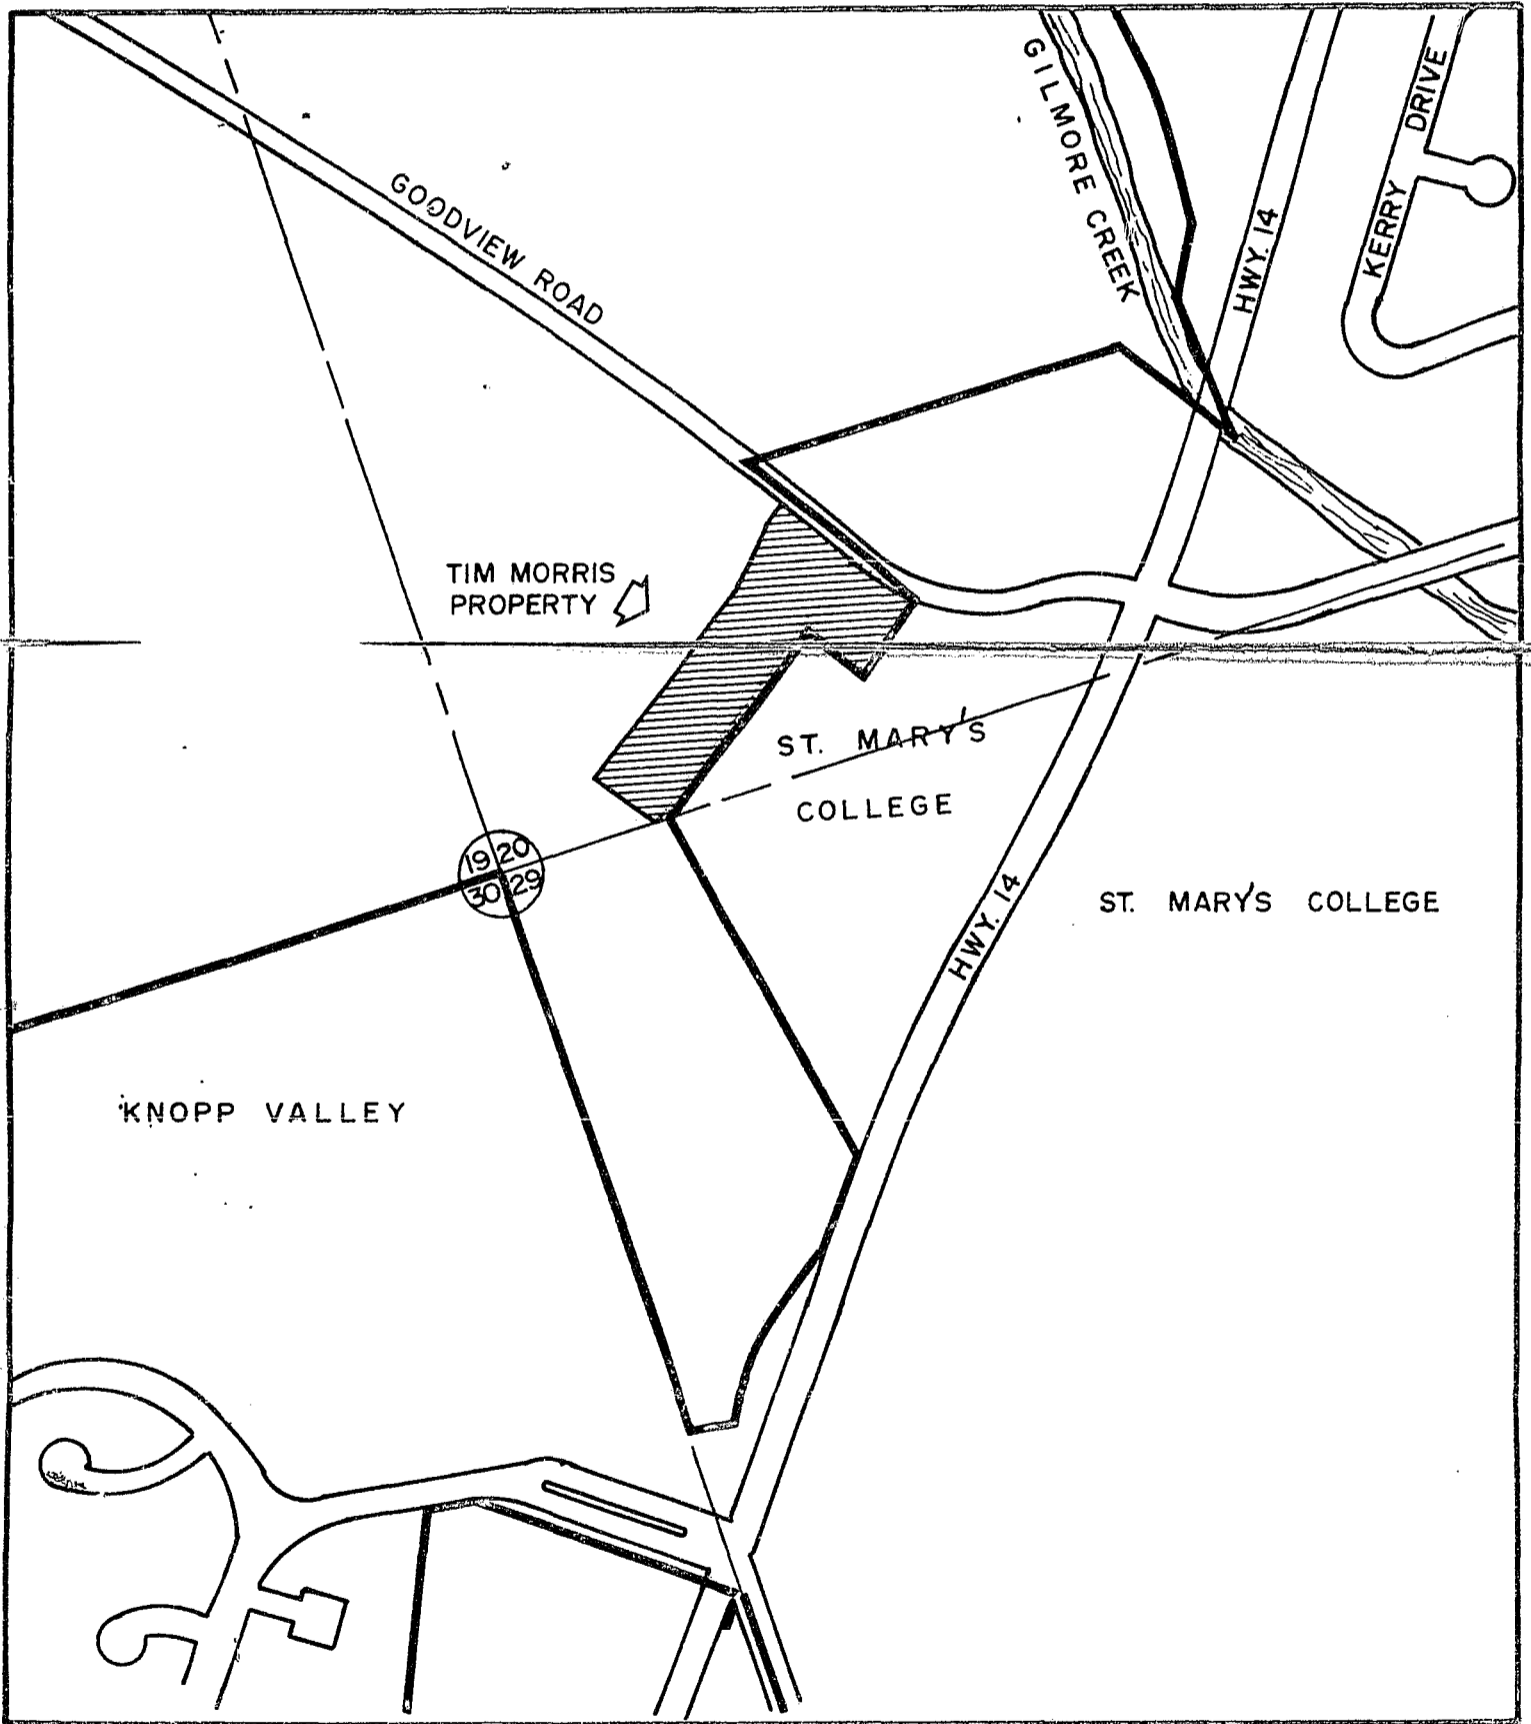 GILMORE CREEK
DRIVE
KERRY
HWY. 14
GOODVIEW ROAD
TIM MORRIS
PROPERTY
ST. MARY'S
COLLEGE
19 20
30 29
HWY. 14
ST. MARY'S COLLEGE
KNOPP VALLEY